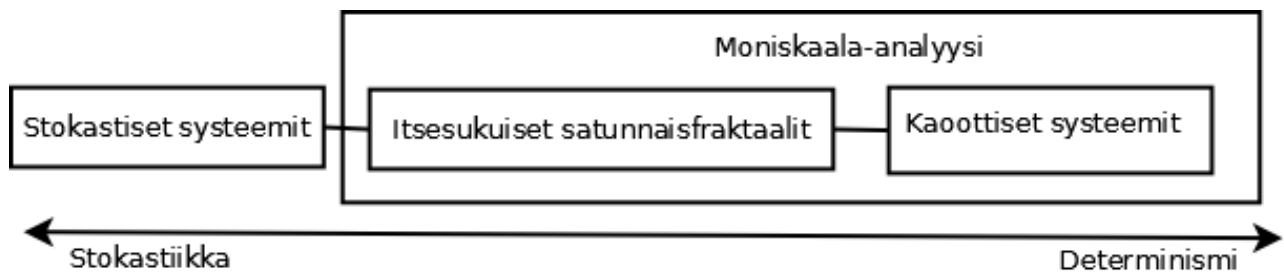 Moniskaala-analyysi
Stokastiset systeemit
Itsesukuiset satunnaisfraktaalit
Kaoottiset systeemit
Stokastiikka
Determinismi